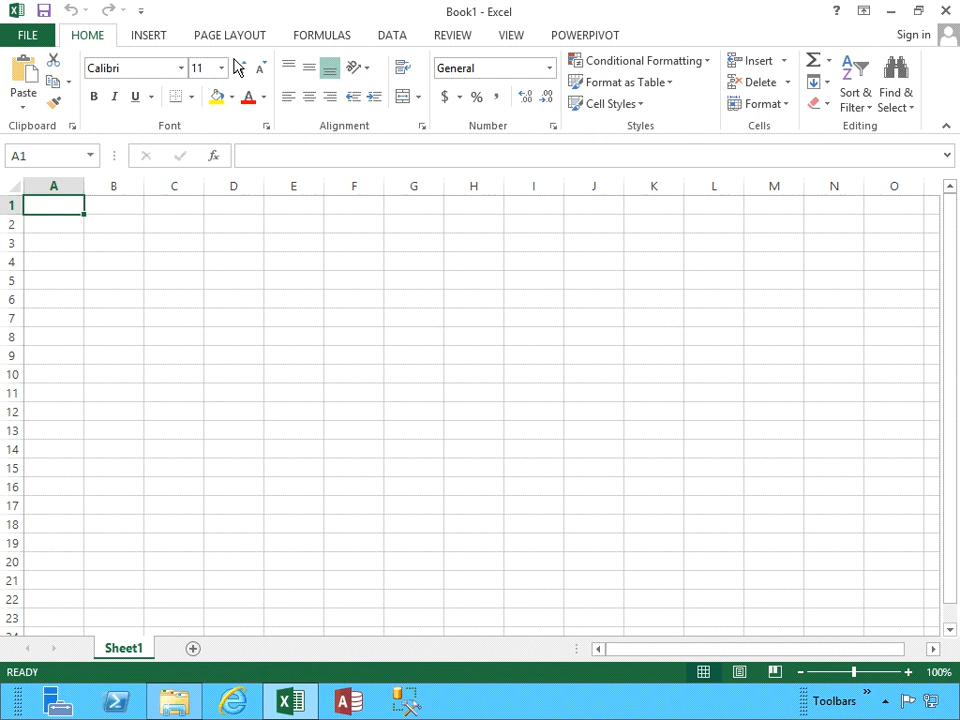 Book1 - Excel
FILE HOME INSERT PAGE LAYOUT FORMULAS DATA REVIEW VIEW POWERPIVOT Sign in
Calibri 11 General Conditional Formatting Insert
Paste Format as Table Delete Sort & Find &
B I U $ % , Cell Styles Format Filter Select
Clipboard Font Alignment Number Styles Cells Editing
A1 fx
A B C D E F G H I J K L M N O
1
2
3
4
5
6
7
8
9
10
11
12
13
14
15
16
17
18
19
20
21
22
23
Sheet1
READY 100%
Toolbars